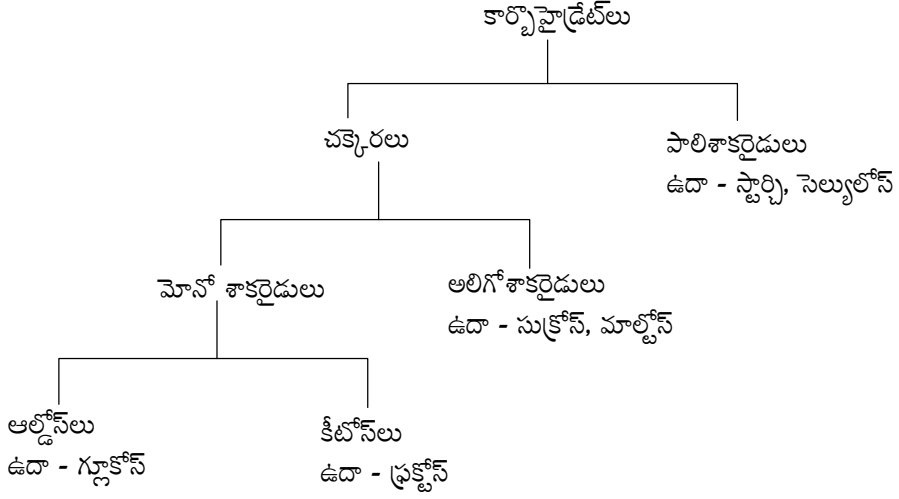 కార్బొహైడ్రేట్‌లు
చక్కెరలు
పాలిశాకరైడులు
ఉదా - స్టార్చి, సెల్యులోస్
మోనో శాకరైడులు
అలిగోశాకరైడులు
ఉదా - సుక్రోస్, మాల్టోస్
ఆల్డోస్‌లు
ఉదా - గ్లూకోస్
కీటోస్‌లు
ఉదా - ఫ్రక్టోస్